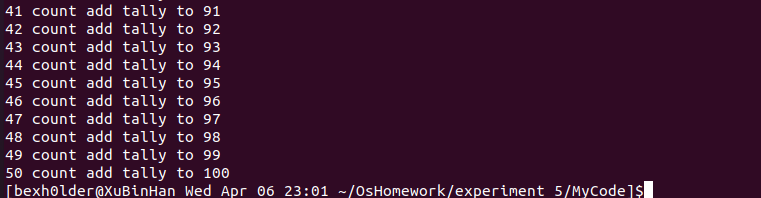 41 count add tally to 91
42 count add tally to 92
43 count add tally to 93
44 count add tally to 94
45 count add tally to 95
46 count add tally to 96
47 count add tally to 97
48 count add tally to 98
49 count add tally to 99
50 count add tally to 100
[bexh0lder@XuBinHan Wed Apr 06 23:01 ~/OsHomework/experiment 5/MyCode]$